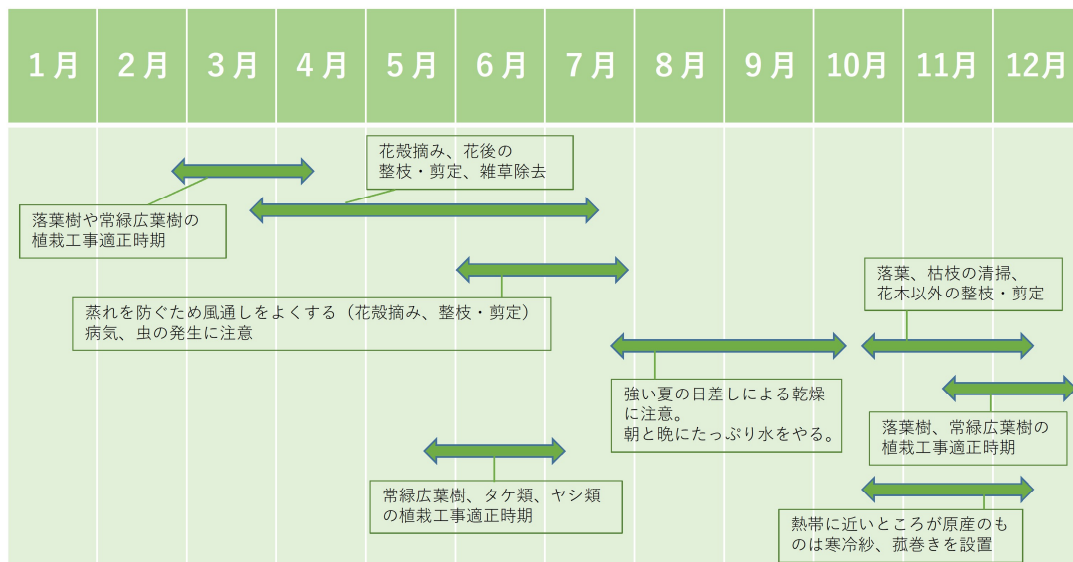 1月 2月 3月 4月 5月 6月 7月 8月 9月 10月 11月 12月
花殻摘み、花後の
整枝・剪定、雑草除去
落葉樹や常緑広葉樹の
植栽工事適正時期
落葉、枯枝の清掃、
花木以外の整枝・剪定
蒸れを防ぐため風通しをよくする（花殻摘み、整枝・剪定）
病気、虫の発生に注意
強い夏の日差しによる乾燥
に注意。
朝と晩にたっぷり水をやる。
落葉樹、常緑広葉樹の
植栽工事適正時期
常緑広葉樹、タケ類、ヤシ類
の植栽工事適正時期
熱帯に近いところが原産のも
のは寒冷紗、菰巻きを設置